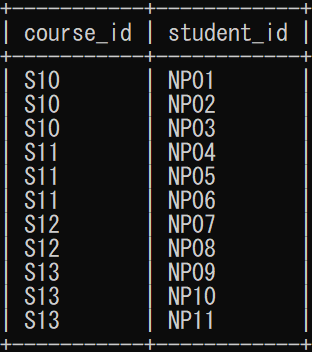 +-----------+------------+
| course_id | student_id |
+-----------+------------+
| S10       | NP01       |
| S10       | NP02       |
| S10       | NP03       |
| S11       | NP04       |
| S11       | NP05       |
| S11       | NP06       |
| S12       | NP07       |
| S12       | NP08       |
| S13       | NP09       |
| S13       | NP10       |
| S13       | NP11       |
+-----------+------------+